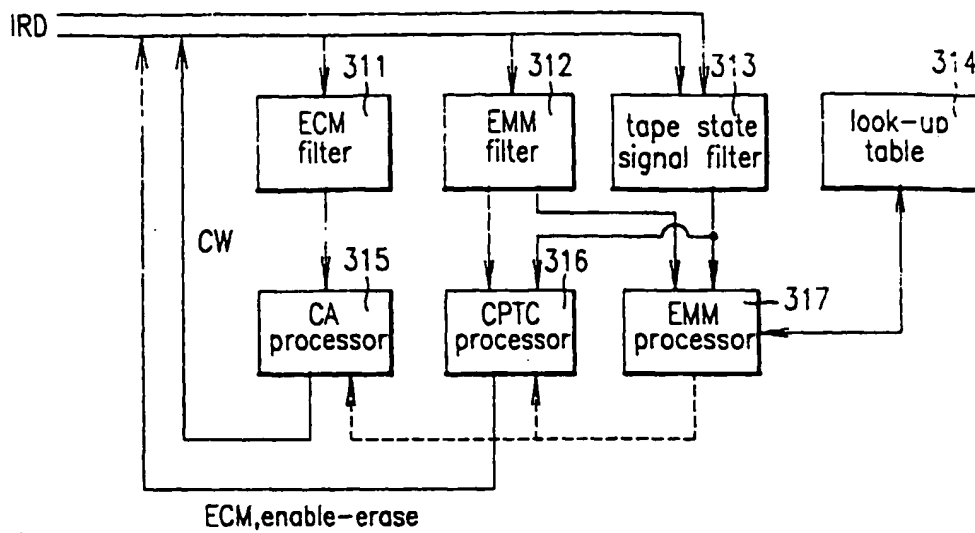 IRD
311
312
313
314
ECM
filter
EMM
filter
tape state
signal filter
look-up
table
CW
315
316
317
CA
processor
CPTC
processor
EMM
processor
ECM,enable-erase